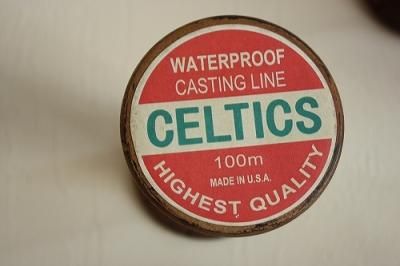 WATERPROOF
CASTING LINE
CELTICS
100m
MADE IN U.S.A.
HIGHEST QUALITY